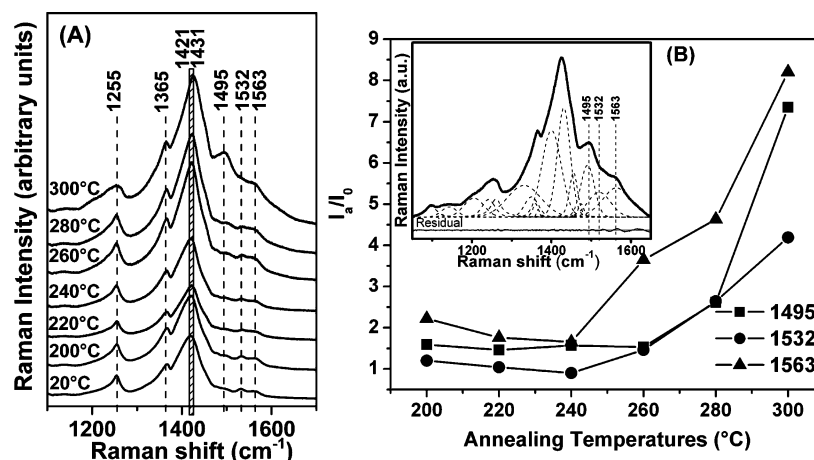 (A)
Raman Intensity (arbitrary units)
1255
1365
1421
1431
1495
1532
1563
300°C
280°C
260°C
240°C
220°C
200°C
20°C
1200 1400 1600
Raman shift (cm⁻¹)
(B)
Iₐ/I₀
9
8
7
6
5
4
3
2
1
200 220 240 260 280 300
Annealing Temperatures (°C)
1495
1532
1563
Raman Intensity (a.u.)
1495
1532
1563
Residual
1200 1400 1600
Raman shift (cm⁻¹)